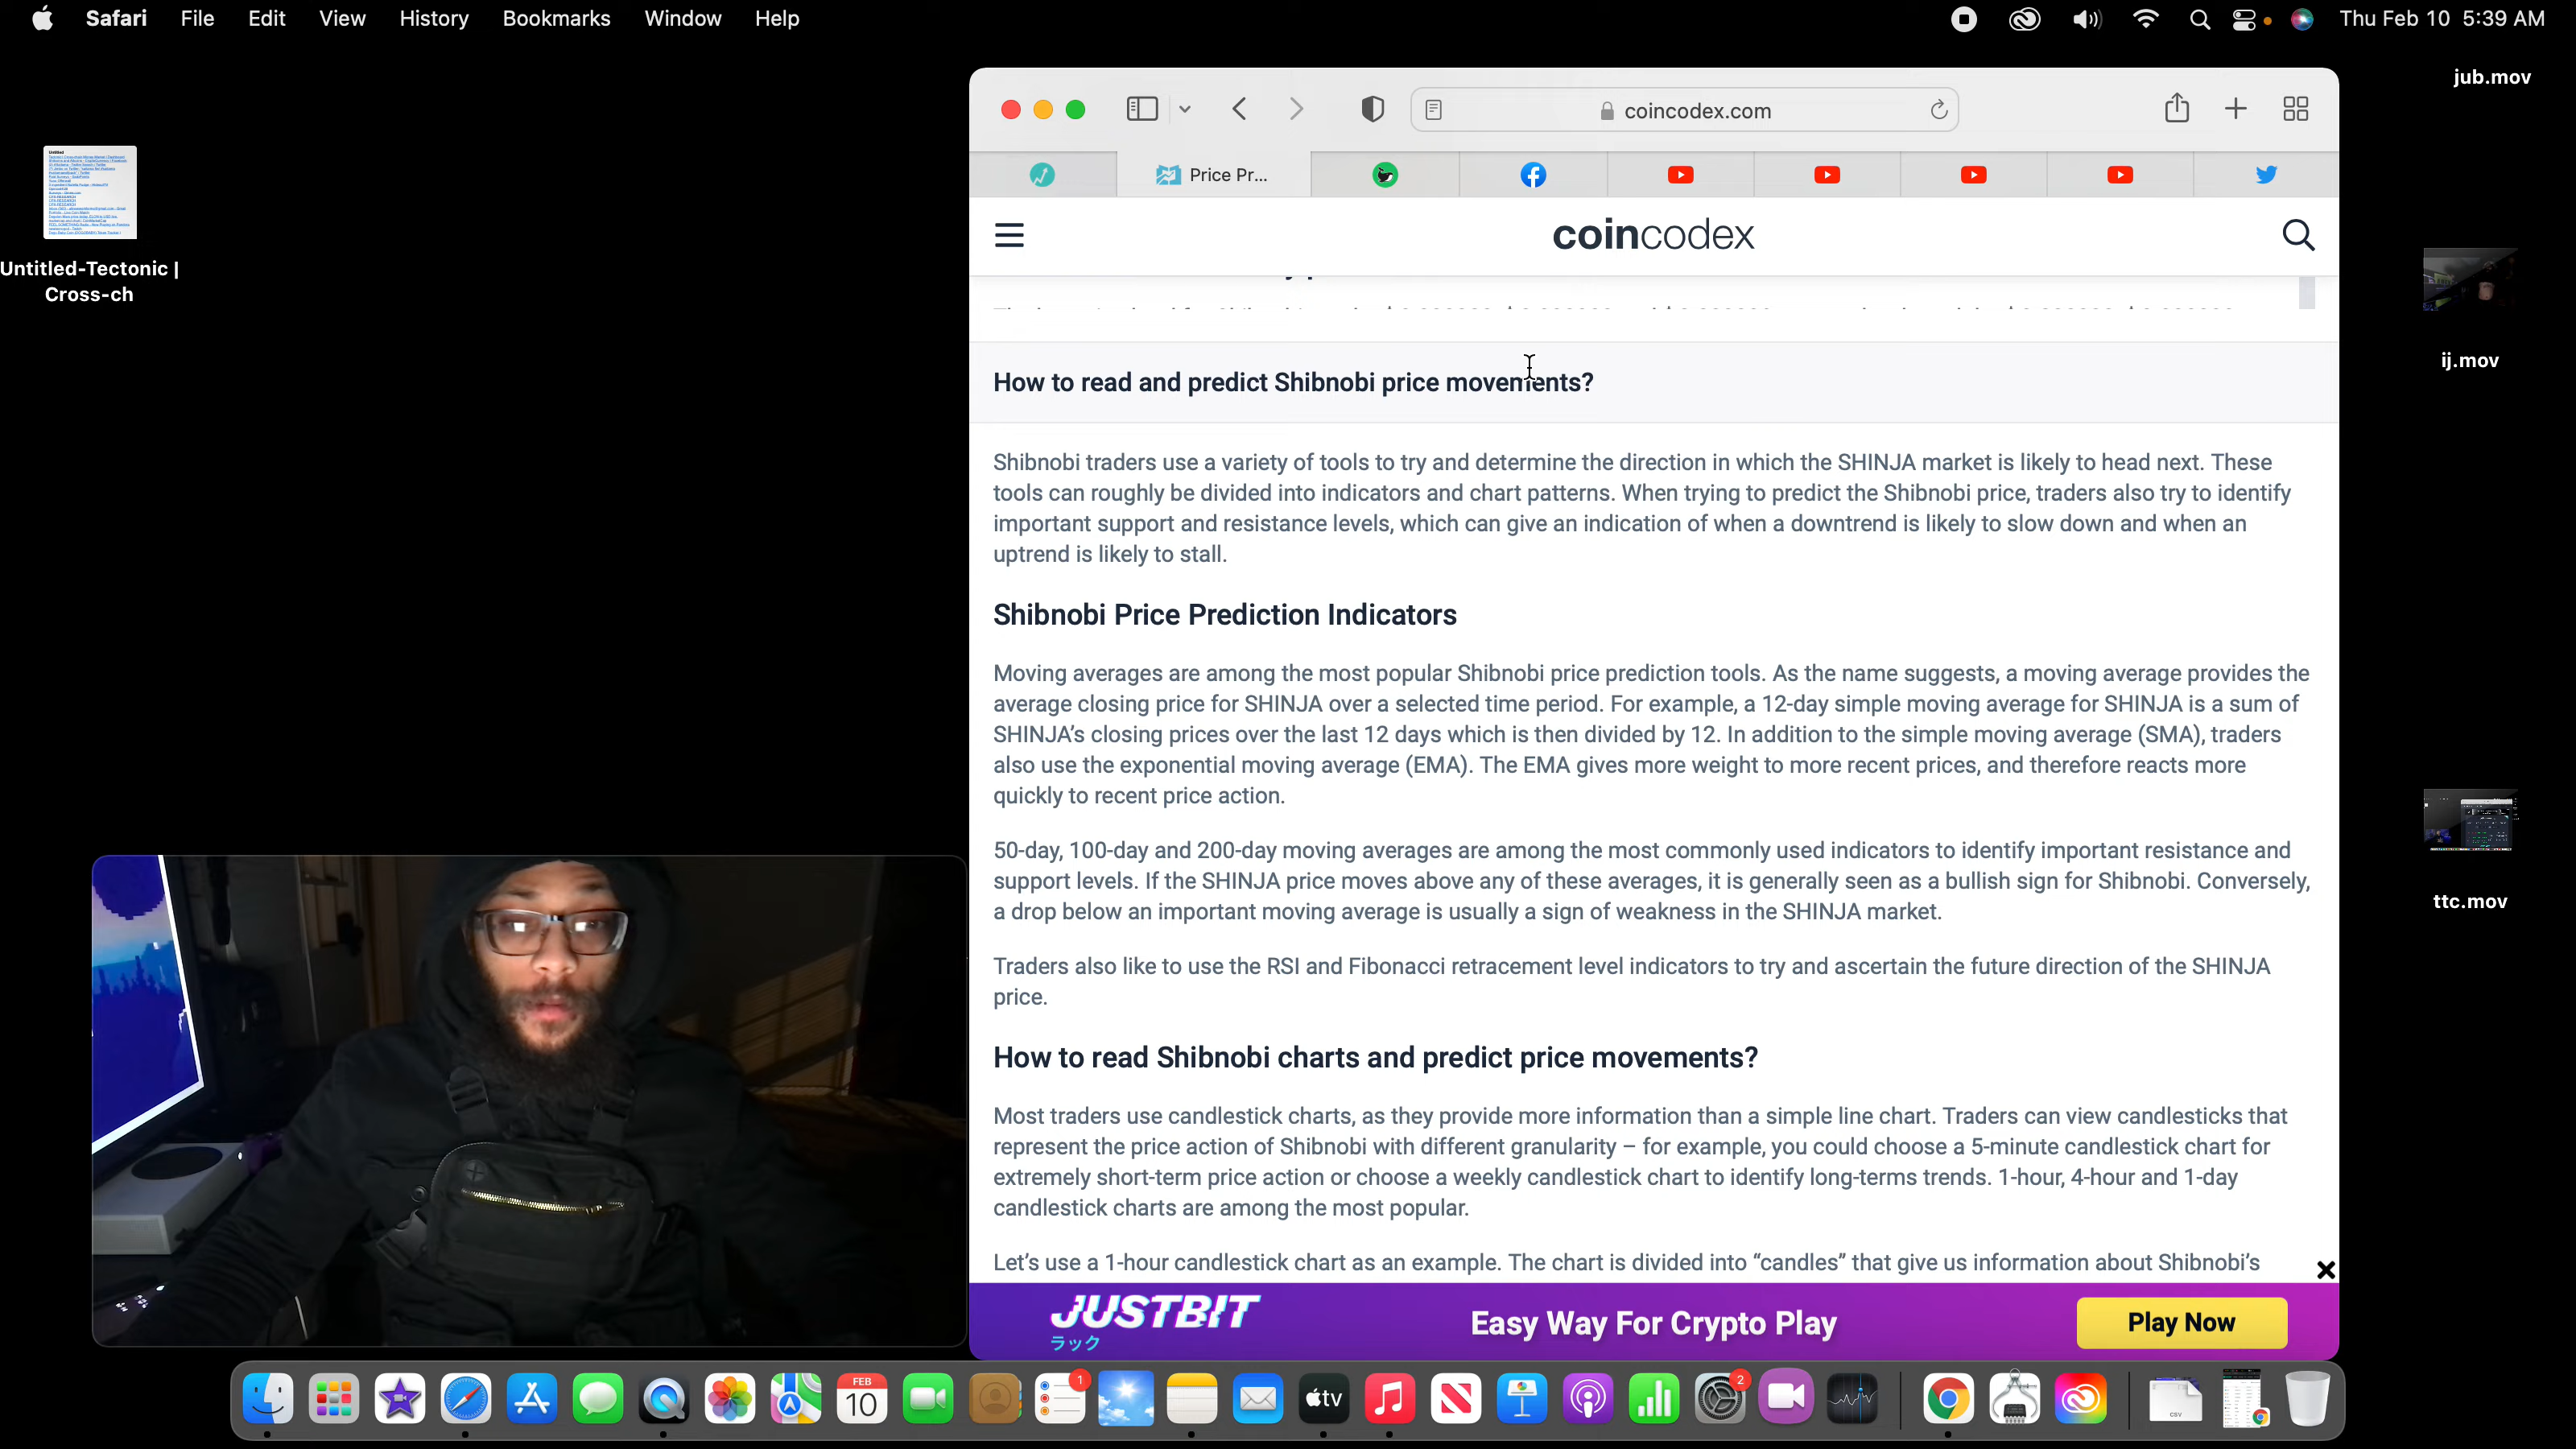 Safari File Edit View History Bookmarks Window Help
Thu Feb 10 5:39 AM
jub.mov
coincodex.com
Price Pr...
Untitled-Tectonic |
Cross-ch
coincodex
ij.mov
How to read and predict Shibnobi price movements?
Shibnobi traders use a variety of tools to try and determine the direction in which the SHINJA market is likely to head next. These
tools can roughly be divided into indicators and chart patterns. When trying to predict the Shibnobi price, traders also try to identify
important support and resistance levels, which can give an indication of when a downtrend is likely to slow down and when an
uptrend is likely to stall.
Shibnobi Price Prediction Indicators
Moving averages are among the most popular Shibnobi price prediction tools. As the name suggests, a moving average provides the
average closing price for SHINJA over a selected time period. For example, a 12-day simple moving average for SHINJA is a sum of
SHINJA's closing prices over the last 12 days which is then divided by 12. In addition to the simple moving average (SMA), traders
also use the exponential moving average (EMA). The EMA gives more weight to more recent prices, and therefore reacts more
quickly to recent price action.
50-day, 100-day and 200-day moving averages are among the most commonly used indicators to identify important resistance and
support levels. If the SHINJA price moves above any of these averages, it is generally seen as a bullish sign for Shibnobi. Conversely,
a drop below an important moving average is usually a sign of weakness in the SHINJA market.
ttc.mov
Traders also like to use the RSI and Fibonacci retracement level indicators to try and ascertain the future direction of the SHINJA
price.
How to read Shibnobi charts and predict price movements?
Most traders use candlestick charts, as they provide more information than a simple line chart. Traders can view candlesticks that
represent the price action of Shibnobi with different granularity – for example, you could choose a 5-minute candlestick chart for
extremely short-term price action or choose a weekly candlestick chart to identify long-terms trends. 1-hour, 4-hour and 1-day
candlestick charts are among the most popular.
Let's use a 1-hour candlestick chart as an example. The chart is divided into “candles” that give us information about Shibnobi's
JUSTBIT
ラック
Easy Way For Crypto Play
Play Now
FEB
10
1
tv
2
CSV